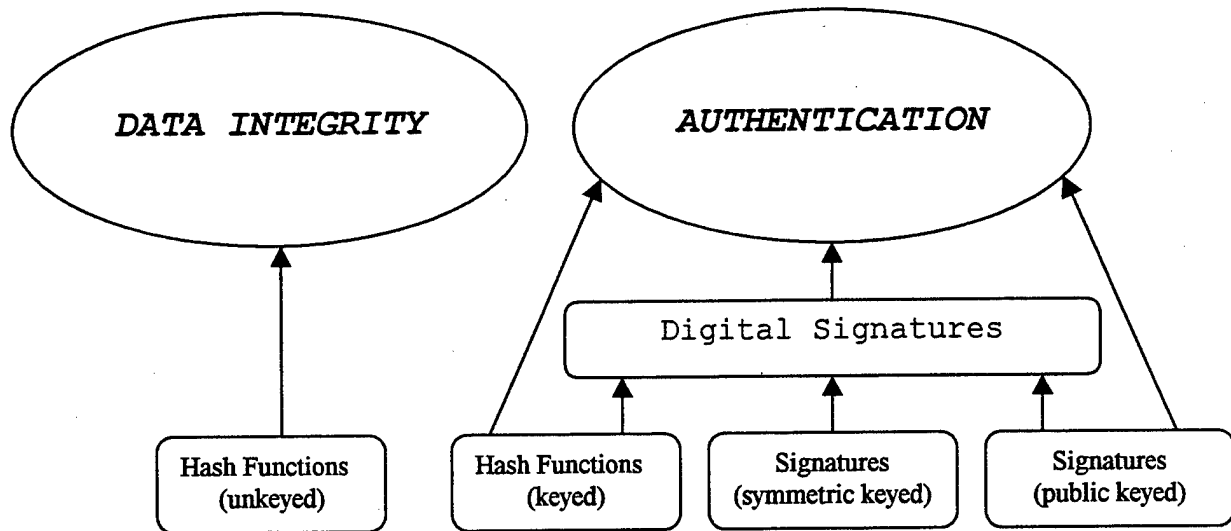 DATA INTEGRITY
AUTHENTICATION
Digital Signatures
Hash Functions
(unkeyed)
Hash Functions
(keyed)
Signatures
(symmetric keyed)
Signatures
(public keyed)